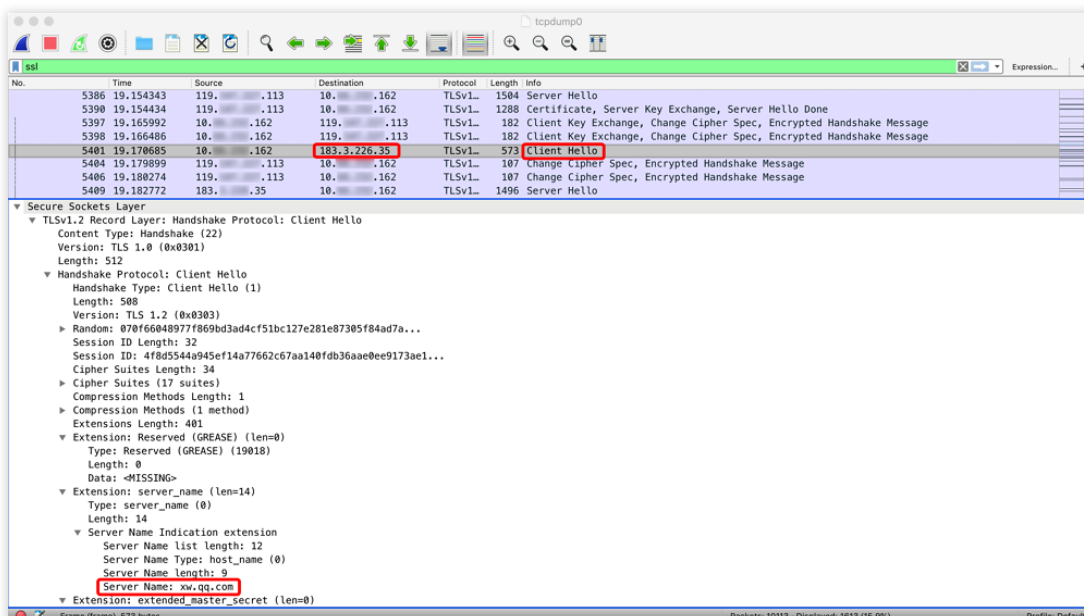 tcpdump0
ssl
Expression...
No. Time Source Destination Protocol Length Info
5386 19.154343 119. .113 10. .162 TLSv1... 1504 Server Hello
5390 19.154434 119. .113 10. .162 TLSv1... 1288 Certificate, Server Key Exchange, Server Hello Done
5397 19.165992 10. .162 119. .113 TLSv1... 182 Client Key Exchange, Change Cipher Spec, Encrypted Handshake Message
5398 19.166486 10. .162 119. .113 TLSv1... 182 Client Key Exchange, Change Cipher Spec, Encrypted Handshake Message
5401 19.170685 10. .162 183.3.226.35 TLSv1... 573 Client Hello
5404 19.179899 119. .113 10. .162 TLSv1... 107 Change Cipher Spec, Encrypted Handshake Message
5406 19.180274 119. .113 10. .162 TLSv1... 107 Change Cipher Spec, Encrypted Handshake Message
5409 19.182772 183. .35 10. .162 TLSv1... 1496 Server Hello
Secure Sockets Layer
TLSv1.2 Record Layer: Handshake Protocol: Client Hello
Content Type: Handshake (22)
Version: TLS 1.0 (0x0301)
Length: 512
Handshake Protocol: Client Hello
Handshake Type: Client Hello (1)
Length: 508
Version: TLS 1.2 (0x0303)
Random: 070f66048977f869bd3ad4cf51bc127e281e87305f84ad7a...
Session ID Length: 32
Session ID: 4f8d5544a945ef14a77662c67aa140fdb36aae0ee9173ae1...
Cipher Suites Length: 34
Cipher Suites (17 suites)
Compression Methods Length: 1
Compression Methods (1 method)
Extensions Length: 401
Extension: Reserved (GREASE) (len=0)
Type: Reserved (GREASE) (19018)
Length: 0
Data: <MISSING>
Extension: server_name (len=14)
Type: server_name (0)
Length: 14
Server Name Indication extension
Server Name list length: 12
Server Name Type: host_name (0)
Server Name length: 9
Server Name: xw.qq.com
Extension: extended_master_secret (len=0)